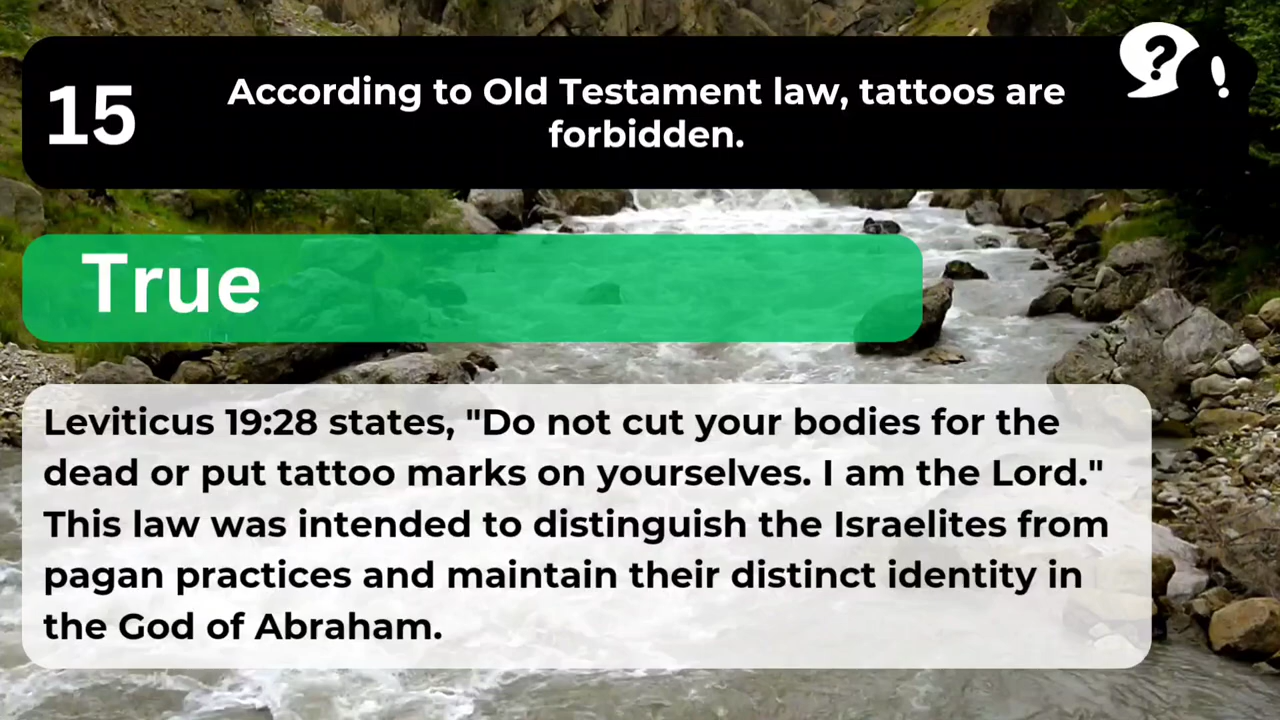 15
According to Old Testament law, tattoos are
forbidden.
?!
True
Leviticus 19:28 states, "Do not cut your bodies for the
dead or put tattoo marks on yourselves. I am the Lord."
This law was intended to distinguish the Israelites from
pagan practices and maintain their distinct identity in
the God of Abraham.